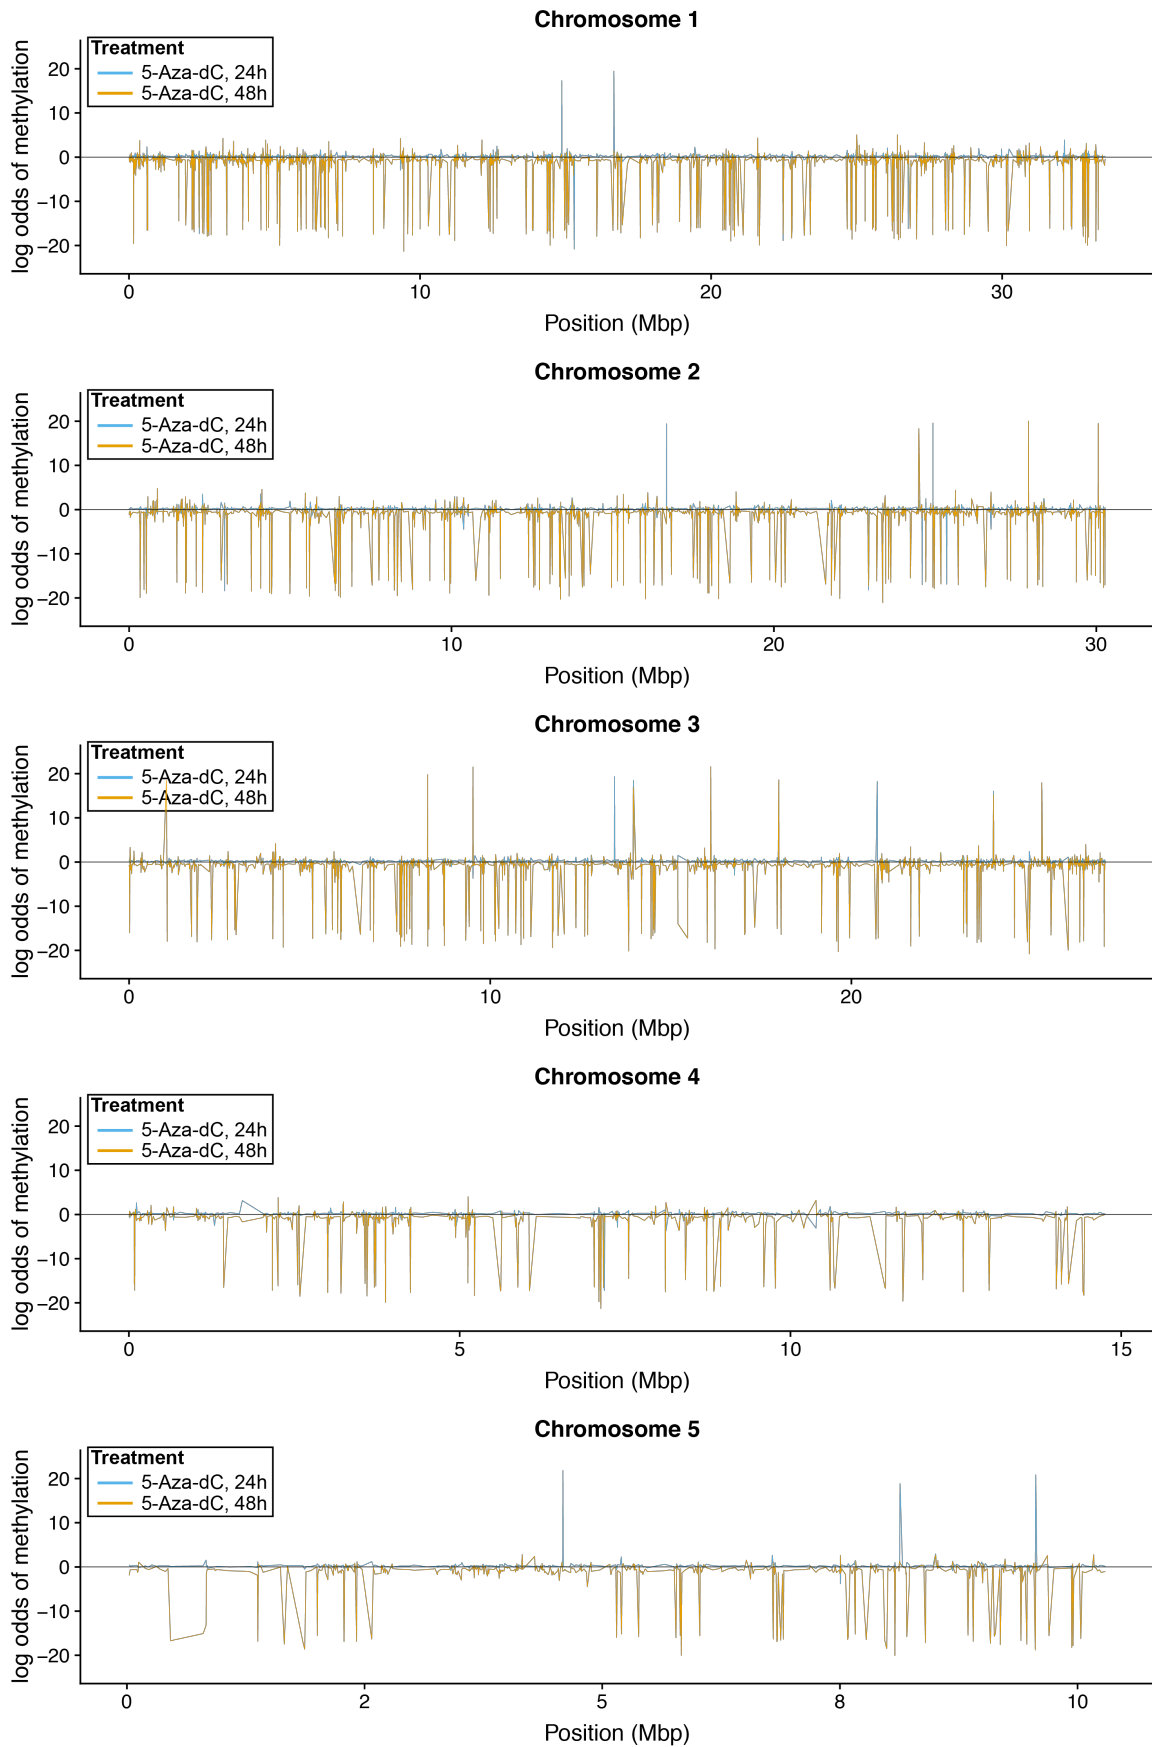 Chromosome 1
Treatment
5-Aza-dC, 24h
5-Aza-dC, 48h
log odds of methylation
20
10
0
−10
−20
0 10 20 30
Position (Mbp)
Chromosome 2
Treatment
5-Aza-dC, 24h
5-Aza-dC, 48h
log odds of methylation
20
10
0
−10
−20
0 10 20 30
Position (Mbp)
Chromosome 3
Treatment
5-Aza-dC, 24h
5-Aza-dC, 48h
log odds of methylation
20
10
0
−10
−20
0 10 20
Position (Mbp)
Chromosome 4
Treatment
5-Aza-dC, 24h
5-Aza-dC, 48h
log odds of methylation
20
10
0
−10
−20
0 5 10 15
Position (Mbp)
Chromosome 5
Treatment
5-Aza-dC, 24h
5-Aza-dC, 48h
log odds of methylation
20
10
0
−10
−20
0 2 5 8 10
Position (Mbp)